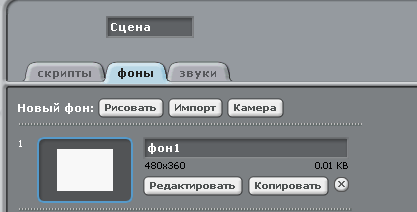 Сцена
скрипты фоны звуки
Новый фон: Рисовать Импорт Камера
1 фон1
480x360 0.01 KB
Редактировать Копировать